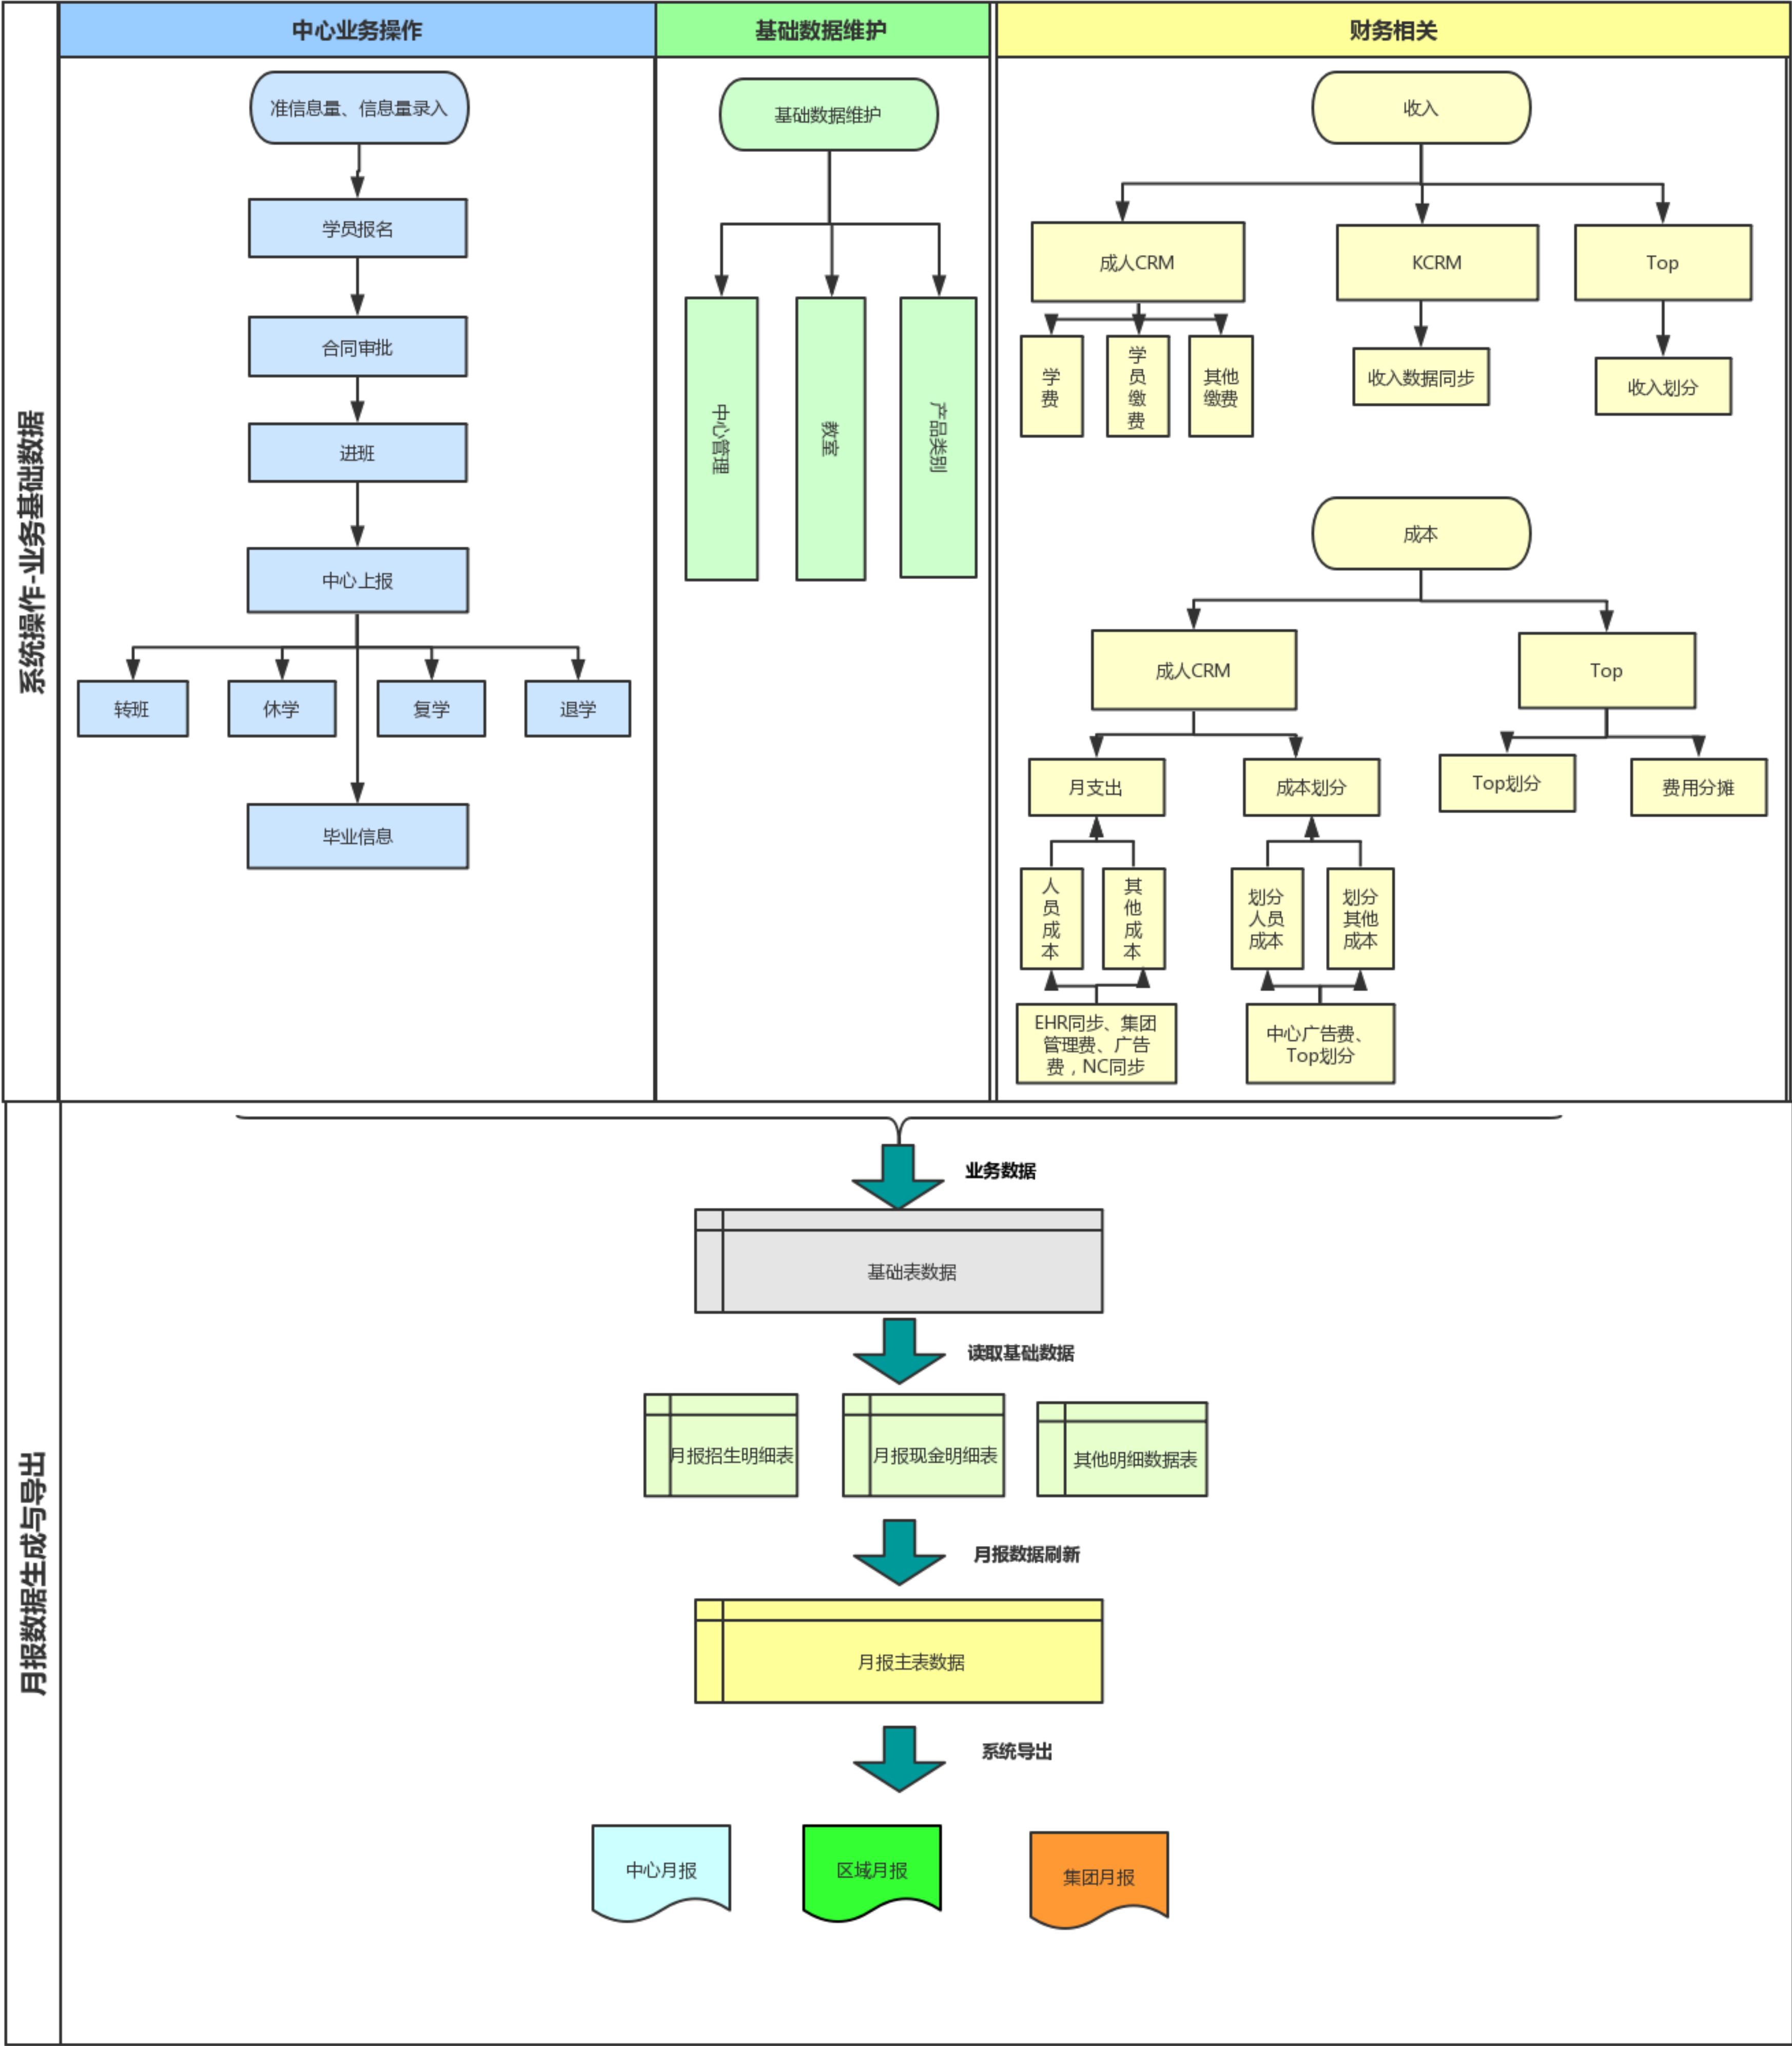 中心业务操作
基础数据维护
财务相关
系统操作-业务基础数据
准信息量、信息量录入
学员报名
合同审批
进班
中心上报
转班
休学
复学
退学
毕业信息
基础数据维护
中心管理
教室
产品类别
收入
成人CRM
KCRM
Top
学
费
学
员
缴
费
其他
缴费
收入数据同步
收入划分
成本
成人CRM
Top
月支出
成本划分
Top划分
费用分摊
人
员
成
本
其
他
成
本
划分
人员
成本
划分
其他
成本
EHR同步、集团
管理费、广告
费，NC同步
中心广告费、
Top划分
月报数据生成与导出
业务数据
基础表数据
读取基础数据
月报招生明细表
月报现金明细表
其他明细数据表
月报数据刷新
月报主表数据
系统导出
中心月报
区域月报
集团月报